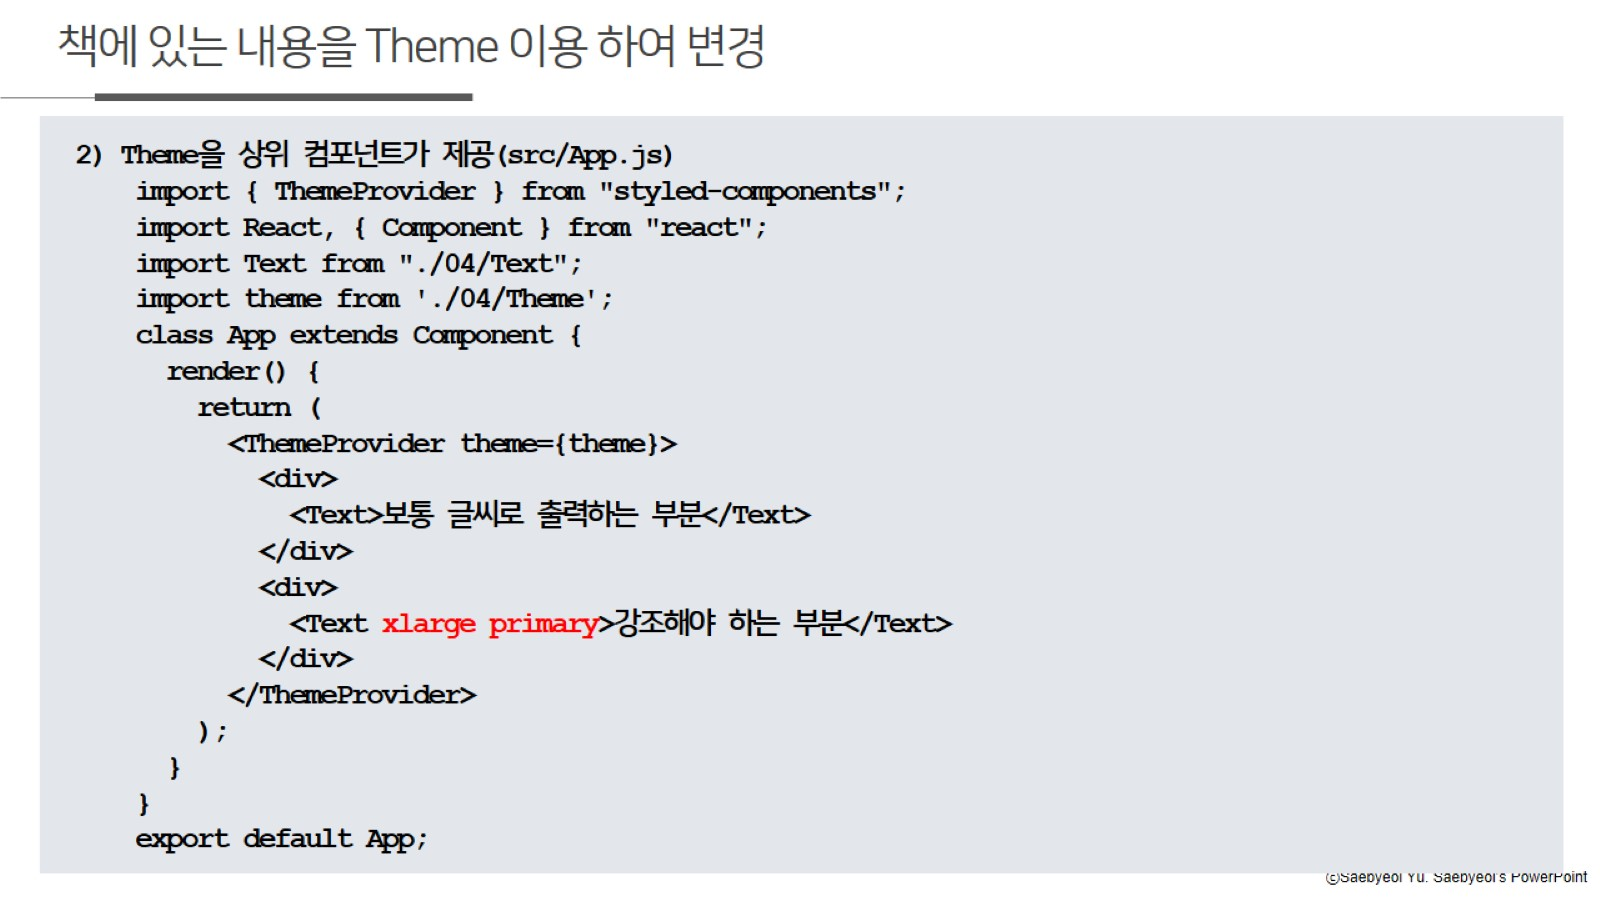 책에 있는 내용을 Theme 이용 하여 변경
2) Theme을 상위 컴포넌트가 제공(src/App.js)
import { ThemeProvider } from "styled-components";
import React, { Component } from "react";
import Text from "./04/Text";
import theme from './04/Theme';
class App extends Component {
render() {
return (
<ThemeProvider theme={theme}>
<div>
<Text>보통 글씨로 출력하는 부분</Text>
</div>
<div>
<Text xlarge primary>강조해야 하는 부분</Text>
</div>
</ThemeProvider>
);
}
}
export default App;
ⓒSaebyeol Yu. Saebyeol's PowerPoint